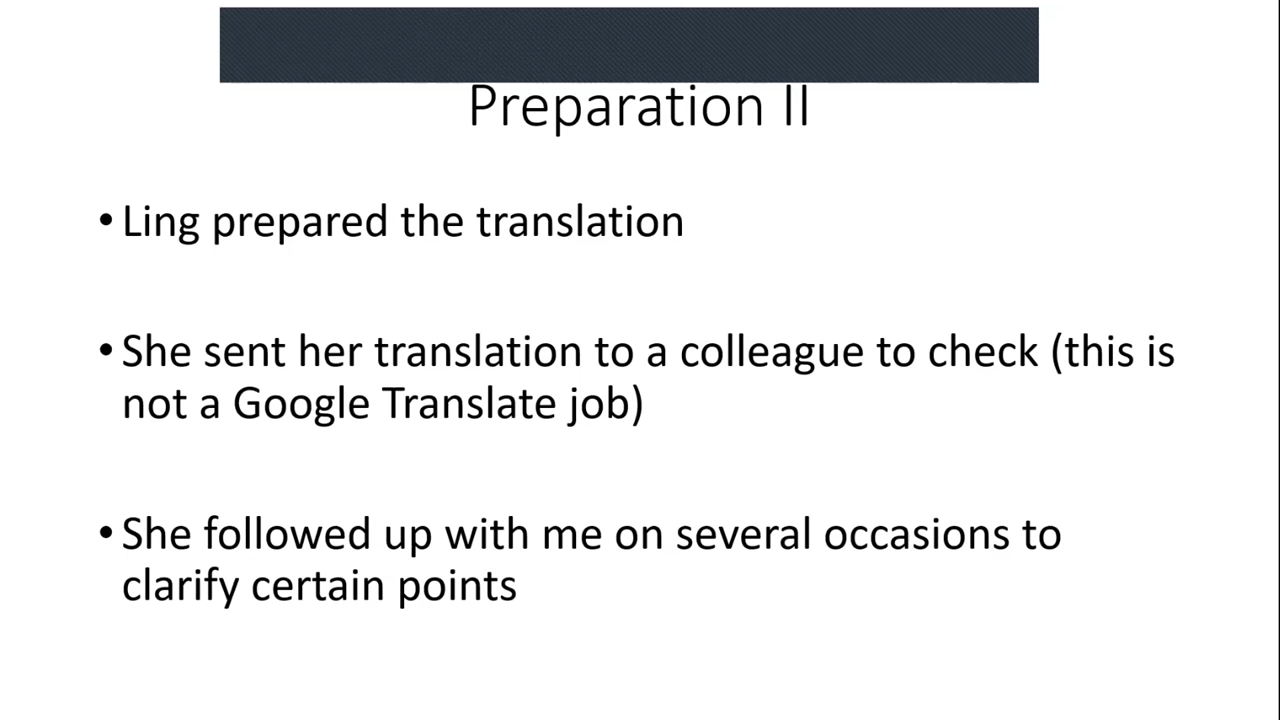 Preparation II
•Ling prepared the translation
•She sent her translation to a colleague to check (this is
not a Google Translate job)
•She followed up with me on several occasions to
clarify certain points